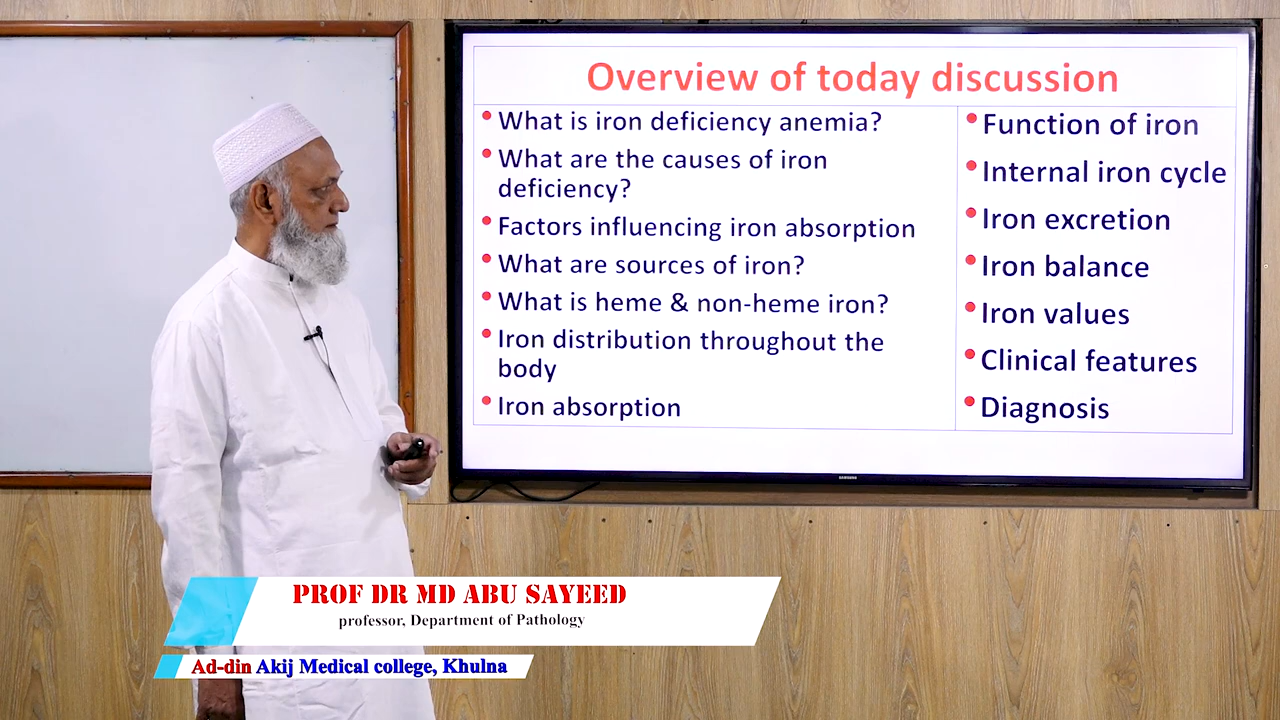 Overview of today discussion
• What is iron deficiency anemia?
• What are the causes of iron
deficiency?
• Factors influencing iron absorption
• What are sources of iron?
• What is heme & non-heme iron?
• Iron distribution throughout the
body
• Iron absorption
• Function of iron
• Internal iron cycle
• Iron excretion
• Iron balance
• Iron values
• Clinical features
• Diagnosis
SAMSUNG
PROF DR MD ABU SAYEED
professor, Department of Pathology
Ad-din Akij Medical college, Khulna